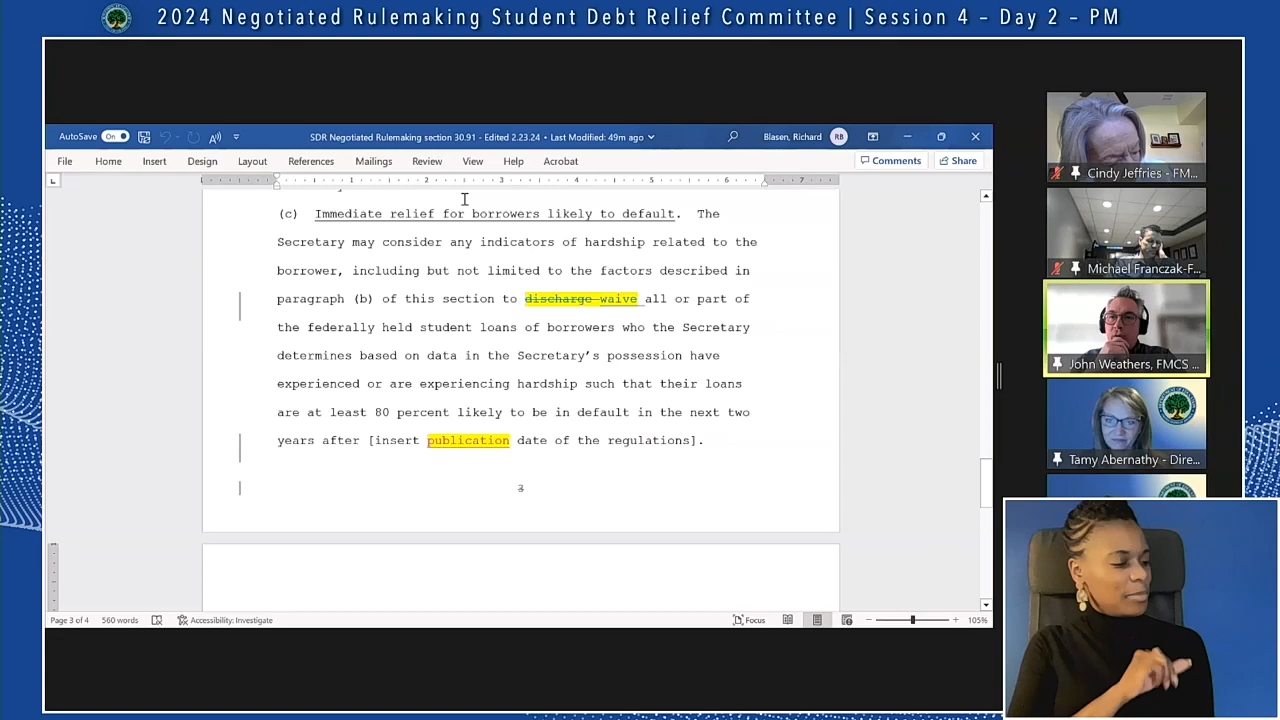 2024 Negotiated Rulemaking Student Debt Relief Committee | Session 4 – Day 2 – PM
AutoSave On
SDR Negotiated Rulemaking section 30.91 - Edited 2.23.24 • Last Modified: 49m ago
Blasen, Richard RB
File Home Insert Design Layout References Mailings Review View Help Acrobat Comments Share
1 2 3 4 5 6 7
(c) Immediate relief for borrowers likely to default. The
Secretary may consider any indicators of hardship related to the
borrower, including but not limited to the factors described in
paragraph (b) of this section to discharge waive all or part of
the federally held student loans of borrowers who the Secretary
determines based on data in the Secretary's possession have
experienced or are experiencing hardship such that their loans
are at least 80 percent likely to be in default in the next two
years after [insert publication date of the regulations].
3
Page 3 of 4 560 words Accessibility: Investigate Focus 105%
Cindy Jeffries - FM...
Michael Franczak-F...
John Weathers, FMCS ...
Tamy Abernathy - Dire...